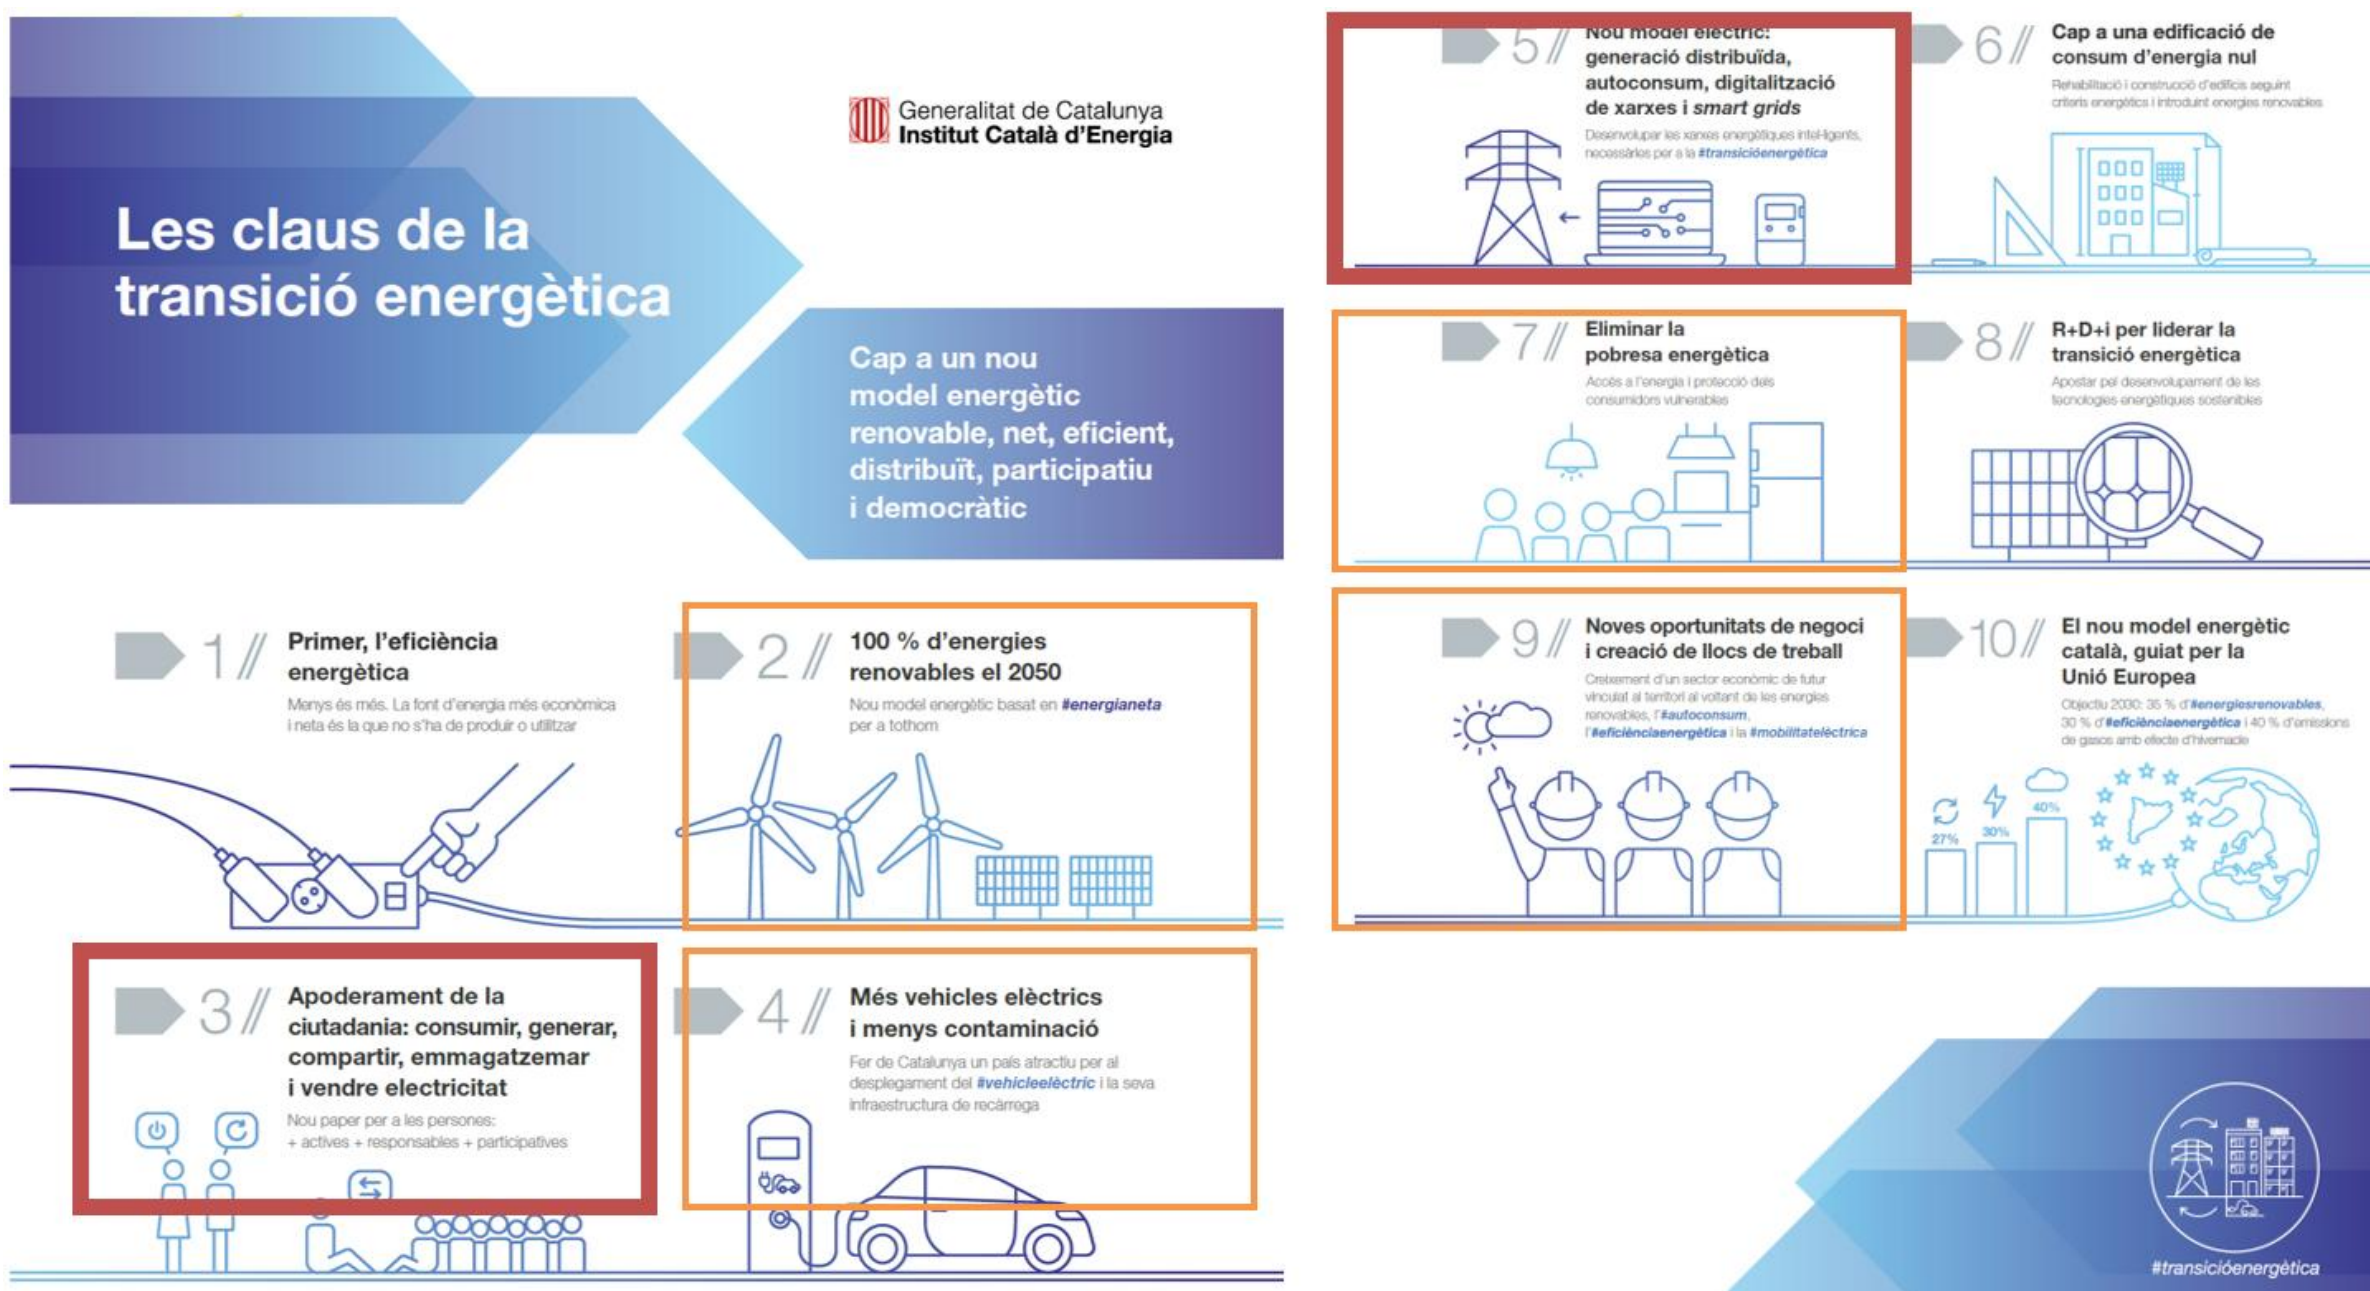 Les claus de la
transició energètica
Generalitat de Catalunya
Institut Català d'Energia
Cap a un nou
model energètic
renovable, net, eficient,
distribuït, participatiu
i democràtic
1// Primer, l'eficiència
energètica
Menys és més. La font d'energia més econòmica
i neta és la que no s'ha de produir o utilitzar
2// 100 % d'energies
renovables el 2050
Nou model energètic basat en #energianeta
per a tothom
3// Apoderament de la
ciutadania: consumir, generar,
compartir, emmagatzemar
i vendre electricitat
Nou paper per a les persones:
+ actives + responsables + participatives
4// Més vehicles elèctrics
i menys contaminació
Fer de Catalunya un país atractiu per al
desplegament del #vehicleelèctric i la seva
infraestructura de recàrrega
5// Nou model elèctric:
generació distribuïda,
autoconsum, digitalització
de xarxes i smart grids
Desenvolupar les xarxes energètiques intel·ligents,
necessàries per a la #transicióenergètica
6// Cap a una edificació de
consum d'energia nul
Rehabilitació i construcció d'edificis seguint
criteris energètics i introduint energies renovables
7// Eliminar la
pobresa energètica
Accés a l'energia i protecció dels
consumidors vulnerables
8// R+D+i per liderar la
transició energètica
Apostar pel desenvolupament de les
tecnologies energètiques sostenibles
9// Noves oportunitats de negoci
i creació de llocs de treball
Creixement d'un sector econòmic de futur
vinculat al territori al voltant de les energies
renovables, l'#autoconsum,
l'#eficiènciaenergètica i la #mobilitatelèctrica
10// El nou model energètic
català, guiat per la
Unió Europea
Objectiu 2030: 35 % d'#energiesrenovables,
30 % d'#eficiènciaenergètica i 40 % d'emissions
de gasos amb efecte d'hivernacle
27%
30%
40%
#transicióenergètica